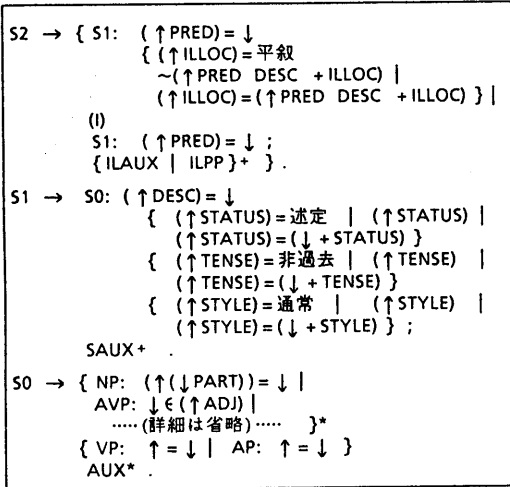 S2 → { S1: (↑PRED)=↓
{ (↑ILLOC)=平叙
~(↑PRED DESC +ILLOC) |
(↑ILLOC)=(↑PRED DESC +ILLOC) } |
(I)
S1: (↑PRED)=↓ ;
{ ILAUX | ILPP }+ } .
S1 → S0: (↑DESC)=↓
{ (↑STATUS)=述定 | (↑STATUS) |
(↑STATUS)=(↓+STATUS) }
{ (↑TENSE)=非過去 | (↑TENSE) |
(↑TENSE)=(↓+TENSE) }
{ (↑STYLE)=通常 | (↑STYLE) |
(↑STYLE)=(↓+STYLE) } ;
SAUX+ .
S0 → { NP: (↑(↓PART))=↓ |
AVP: ↓∈(↑ADJ) |
·····(詳細は省略)····· }*
{ VP: ↑=↓ | AP: ↑=↓ }
AUX* .